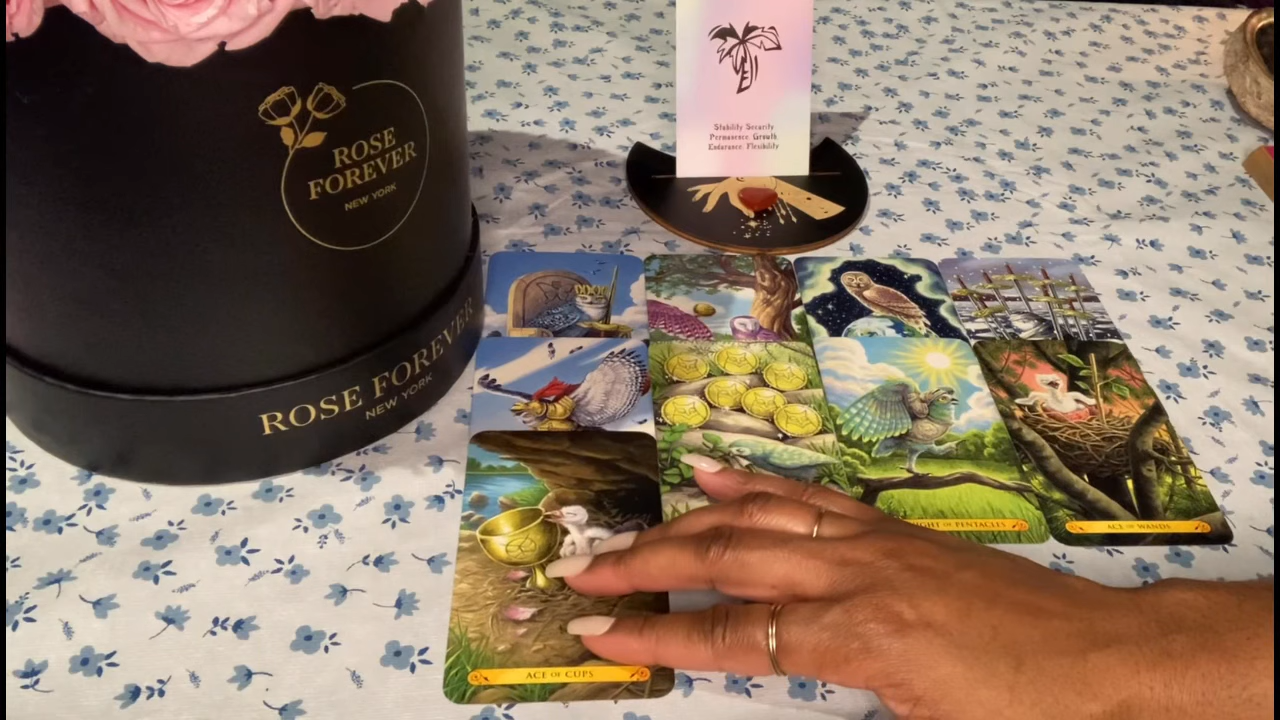 ROSE
FOREVER
NEW YORK
ROSE FOREVER
NEW YORK
Stability Security
Permanence Growth
Endurance Flexibility
IGHT OF PENTACLES
ACE OF WANDS
ACE OF CUPS